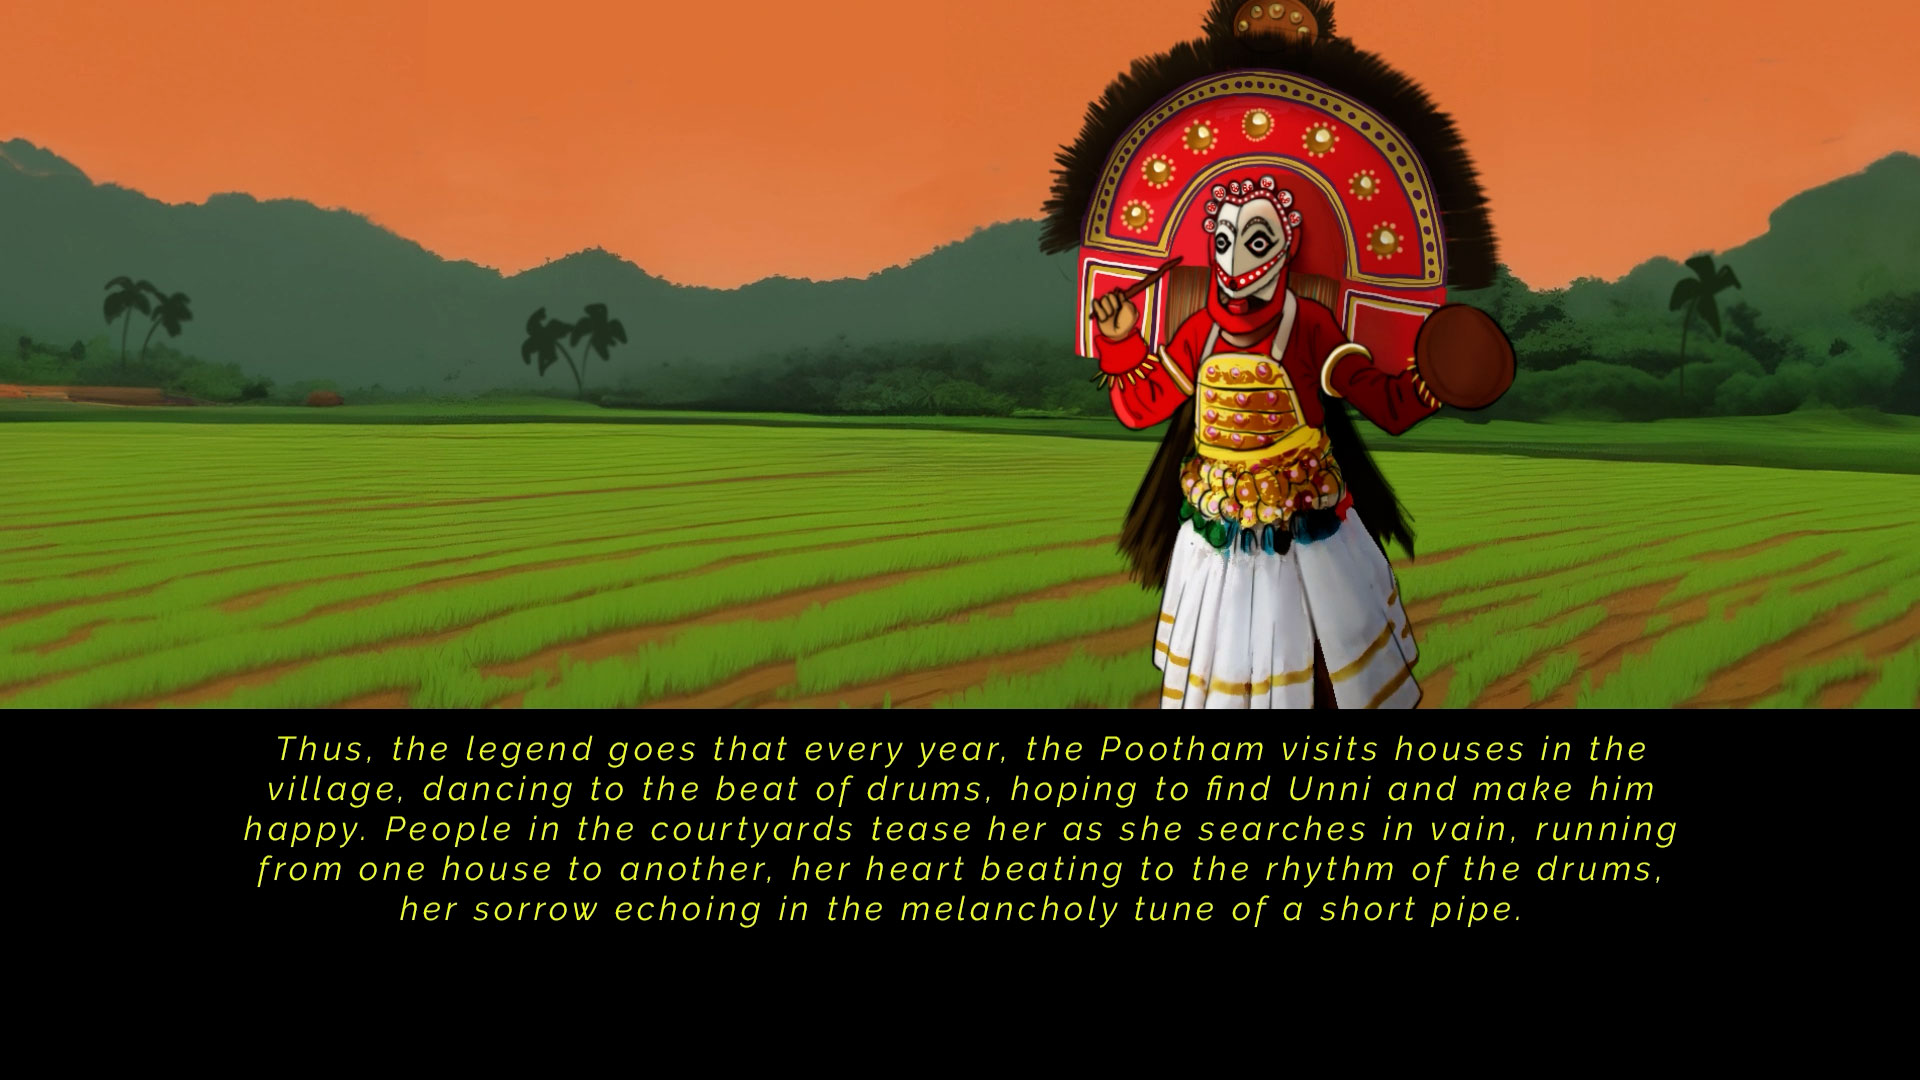 Thus, the legend goes that every year, the Pootham visits houses in the
village, dancing to the beat of drums, hoping to find Unni and make him
happy. People in the courtyards tease her as she searches in vain, running
from one house to another, her heart beating to the rhythm of the drums,
her sorrow echoing in the melancholy tune of a short pipe.